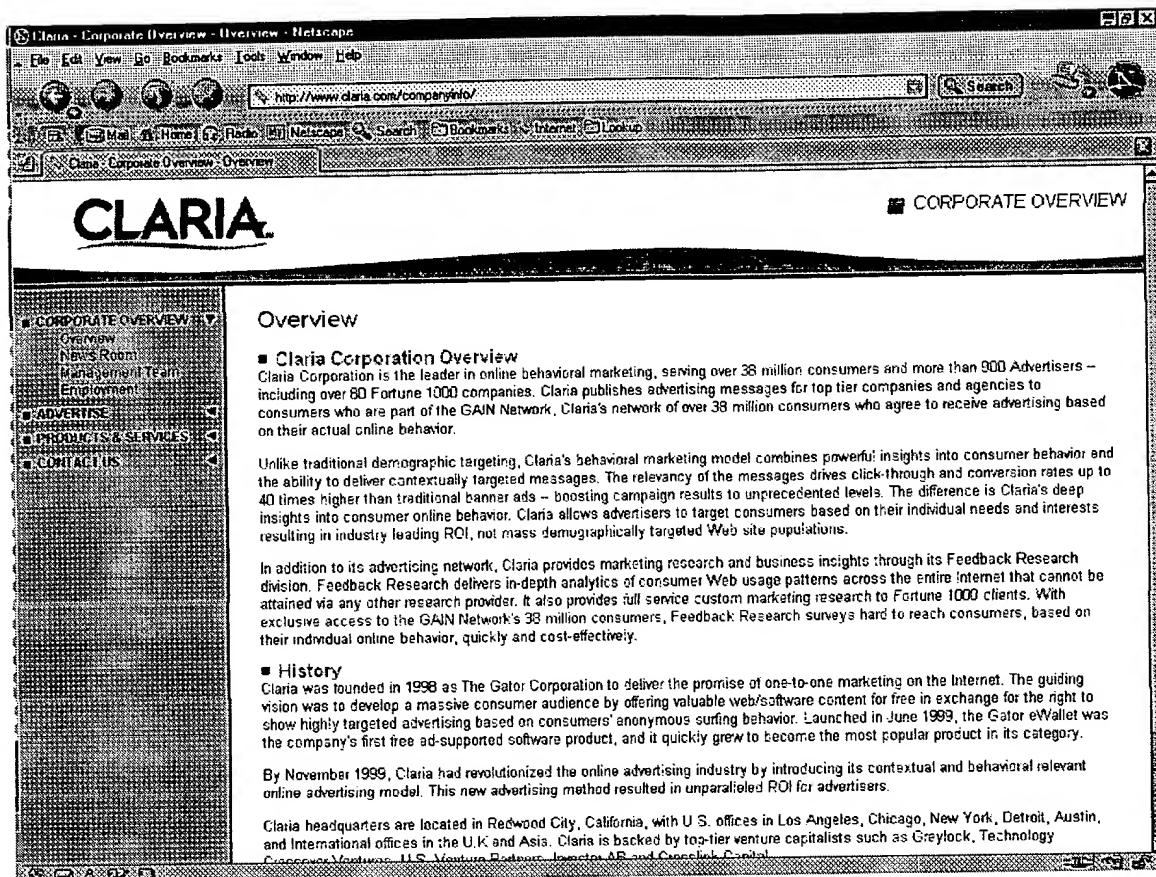 Claria - Corporate Overview - Overview - Netscape
File Edit View Go Bookmarks Tools Window Help
http://www.claria.com/companyinfo/ Search
Mail Home Radio Netscape Search Bookmarks Internet Lookup
Claria - Corporate Overview - Overview
CLARIA
CORPORATE OVERVIEW
CORPORATE OVERVIEW
Overview
News Room
Management Team
Employment
ADVERTISE
PRODUCTS & SERVICES
CONTACT US
Overview
Claria Corporation Overview
Claria Corporation is the leader in online behavioral marketing, serving over 38 million consumers and more than 900 Advertisers –
including over 80 Fortune 1000 companies. Claria publishes advertising messages for top tier companies and agencies to
consumers who are part of the GAIN Network, Claria's network of over 38 million consumers who agree to receive advertising based
on their actual online behavior.
Unlike traditional demographic targeting, Claria's behavioral marketing model combines powerful insights into consumer behavior and
the ability to deliver contextually targeted messages. The relevancy of the messages drives click-through and conversion rates up to
40 times higher than traditional banner ads – boosting campaign results to unprecedented levels. The difference is Claria's deep
insights into consumer online behavior. Claria allows advertisers to target consumers based on their individual needs and interests
resulting in industry leading ROI, not mass demographically targeted Web site populations.
In addition to its advertising network, Claria provides marketing research and business insights through its Feedback Research
division. Feedback Research delivers in-depth analytics of consumer Web usage patterns across the entire Internet that cannot be
attained via any other research provider. It also provides full service custom marketing research to Fortune 1000 clients. With
exclusive access to the GAIN Network's 38 million consumers, Feedback Research surveys hard to reach consumers, based on
their individual online behavior, quickly and cost-effectively.
History
Claria was founded in 1998 as The Gator Corporation to deliver the promise of one-to-one marketing on the Internet. The guiding
vision was to develop a massive consumer audience by offering valuable web/software content for free in exchange for the right to
show highly targeted advertising based on consumers' anonymous surfing behavior. Launched in June 1999, the Gator eWallet was
the company's first free ad-supported software product, and it quickly grew to become the most popular product in its category.
By November 1999, Claria had revolutionized the online advertising industry by introducing its contextual and behavioral relevant
online advertising model. This new advertising method resulted in unparalleled ROI for advertisers.
Claria headquarters are located in Redwood City, California, with U.S. offices in Los Angeles, Chicago, New York, Detroit, Austin,
and International offices in the U.K and Asia. Claria is backed by top-tier venture capitalists such as Greylock, Technology
Crossover Ventures, U.S. Venture Partners, Investor AB and Crosslink Capital